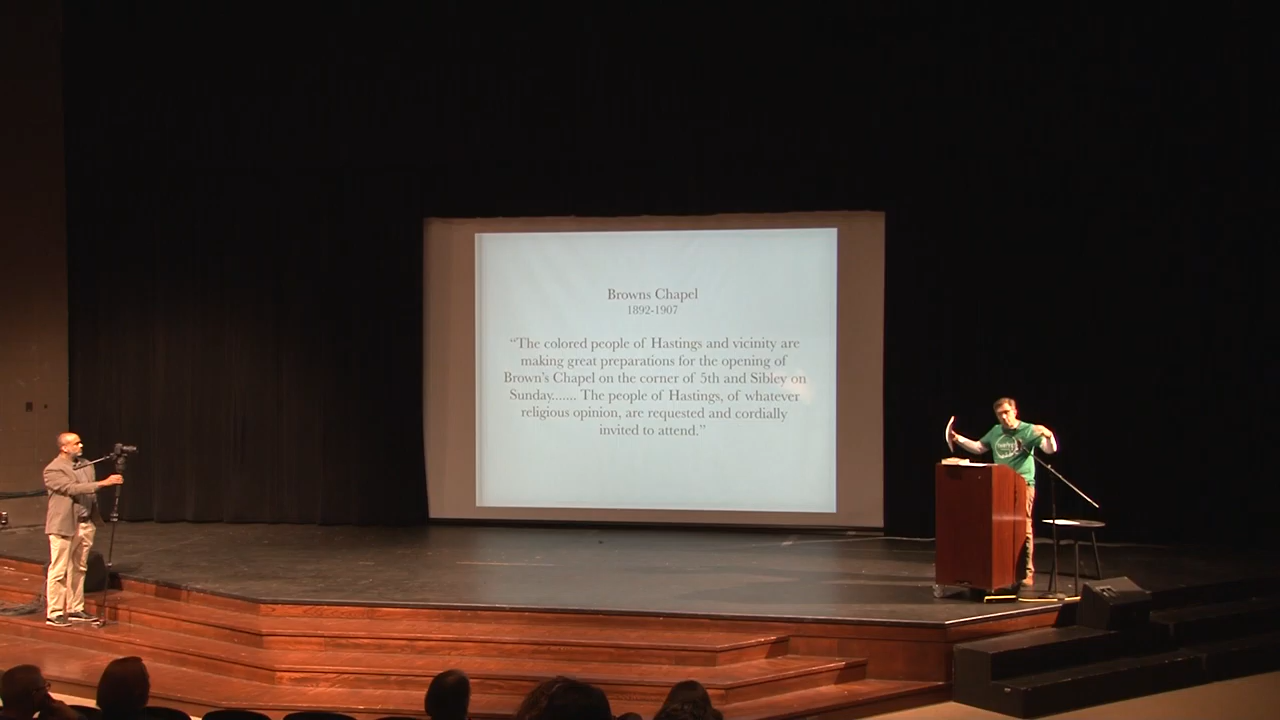 Browns Chapel
1892-1907
“The colored people of Hastings and vicinity are
making great preparations for the opening of
Brown’s Chapel on the corner of 5th and Sibley on
Sunday....... The people of Hastings, of whatever
religious opinion, are requested and cordially
invited to attend.”